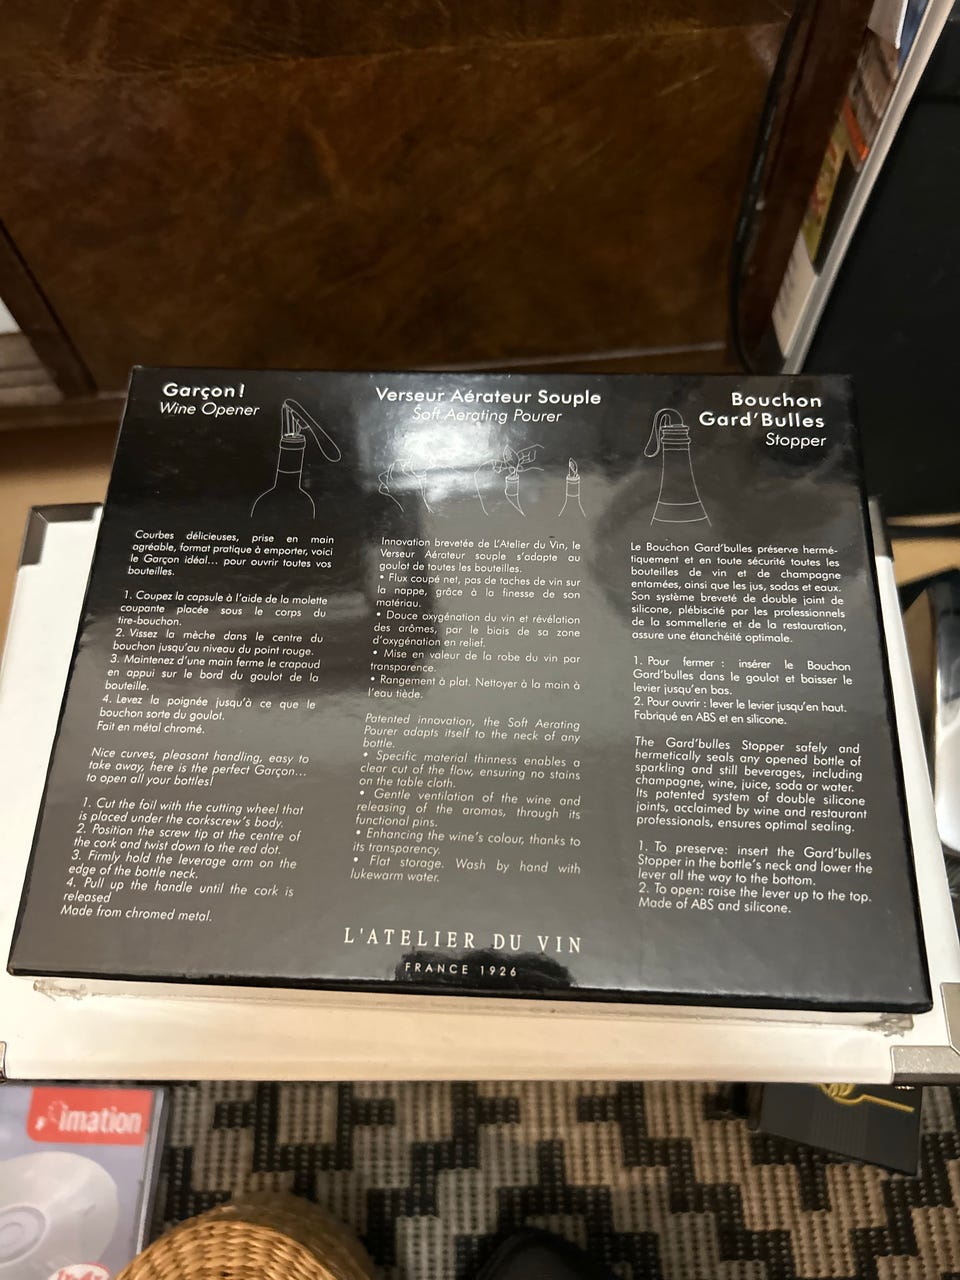 Garçon!
Wine Opener
Courbes délicieuses, prise en main
agréable, format pratique à emporter, voici
le Garçon idéal... pour ouvrir toutes vos
bouteilles.
1. Coupez la capsule à l'aide de la molette
coupante placée sous le corps du
tire-bouchon.
2. Vissez la mèche dans le centre du
bouchon jusqu'au niveau du point rouge.
3. Maintenez d'une main ferme le crapaud
en appui sur le bord du goulot de la
bouteille.
4. Levez la poignée jusqu'à ce que le
bouchon sorte du goulot.
Fait en métal chromé.
Nice curves, pleasant handling, easy to
take away, here is the perfect Garçon...
to open all your bottles!
1. Cut the foil with the cutting wheel that
is placed under the corkscrew's body.
2. Position the screw tip at the centre of
the cork and twist down to the red dot.
3. Firmly hold the leverage arm on the
edge of the bottle neck.
4. Pull up the handle until the cork is
released
Made from chromed metal.
Verseur Aérateur Souple
Soft Aerating Pourer
Innovation brevetée de L'Atelier du Vin, le
Verseur Aérateur souple s'adapte au
goulot de toutes les bouteilles.
• Flux coupé net, pas de taches de vin sur
la nappe, grâce à la finesse de son
matériau.
• Douce oxygénation du vin et révélation
des arômes, par le biais de sa zone
d'oxygénation en relief.
• Mise en valeur de la robe du vin par
transparence.
• Rangement à plat. Nettoyer à la main à
l'eau tiède.
Patented innovation, the Soft Aerating
Pourer adapts itself to the neck of any
bottle.
• Specific material thinness enables a
clear cut of the flow, ensuring no stains
on the table cloth.
• Gentle ventilation of the wine and
releasing of the aromas, through its
functional pins.
• Enhancing the wine's colour, thanks to
its transparency.
• Flat storage. Wash by hand with
lukewarm water.
Bouchon
Gard'Bulles
Stopper
Le Bouchon Gard'bulles préserve hermé-
tiquement et en toute sécurité toutes les
bouteilles de vin et de champagne
entamées, ainsi que les jus, sodas et eaux.
Son système breveté de double joint de
silicone, plébiscité par les professionnels
de la sommellerie et de la restauration,
assure une étanchéité optimale.
1. Pour fermer : insérer le Bouchon
Gard'bulles dans le goulot et baisser le
levier jusqu'en bas.
2. Pour ouvrir : lever le levier jusqu'en haut.
Fabriqué en ABS et en silicone.
The Gard'bulles Stopper safely and
hermetically seals any opened bottle of
sparkling and still beverages, including
champagne, wine, juice, soda or water.
Its patented system of double silicone
joints, acclaimed by wine and restaurant
professionals, ensures optimal sealing.
1. To preserve: insert the Gard'bulles
Stopper in the bottle's neck and lower the
lever all the way to the bottom.
2. To open: raise the lever up to the top.
Made of ABS and silicone.
L'ATELIER DU VIN
FRANCE 1926
imation